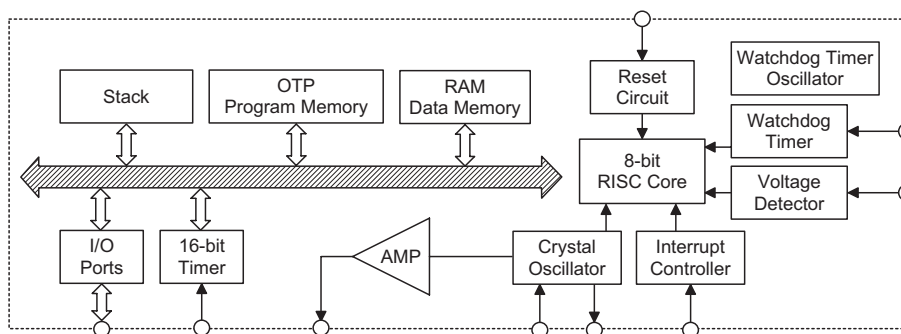 Stack
OTP
Program Memory
RAM
Data Memory
Reset
Circuit
Watchdog Timer
Oscillator
Watchdog
Timer
8-bit
RISC Core
Voltage
Detector
I/O
Ports
16-bit
Timer
AMP
Crystal
Oscillator
Interrupt
Controller